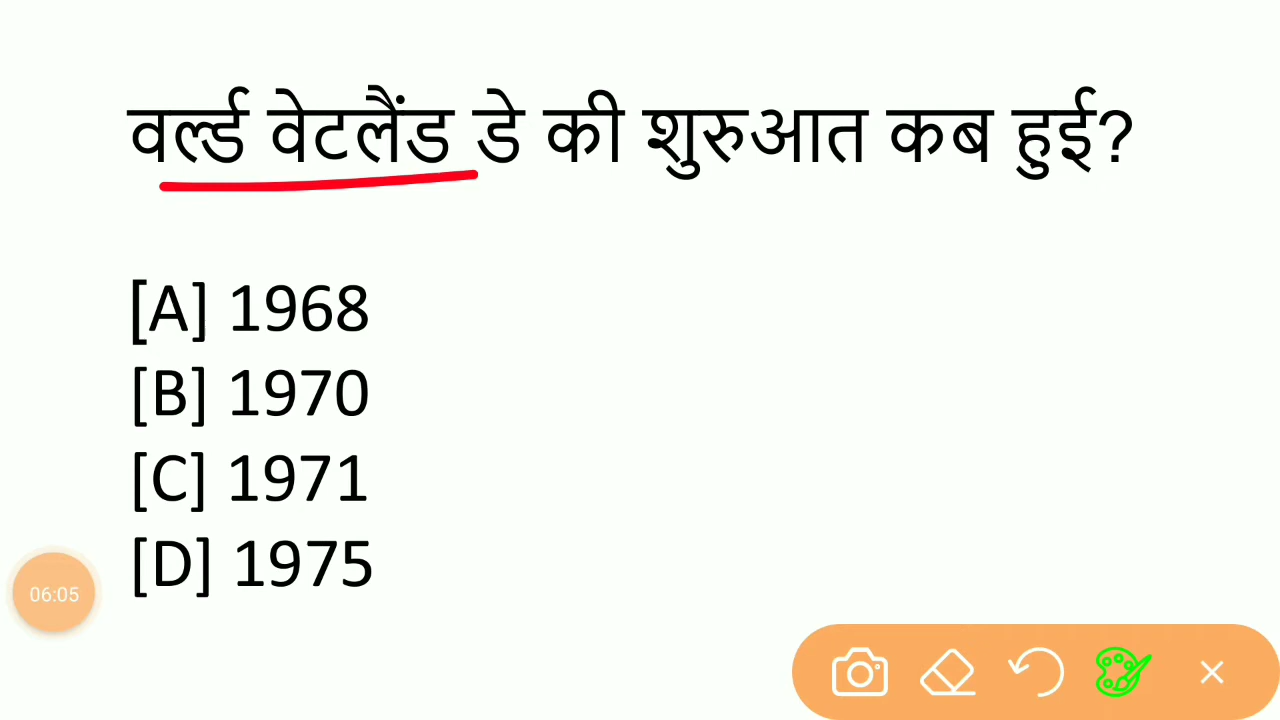 वर्ल्ड वेटलैंड डे की शुरुआत कब हुई?
[A] 1968
[B] 1970
[C] 1971
[D] 1975
06:05